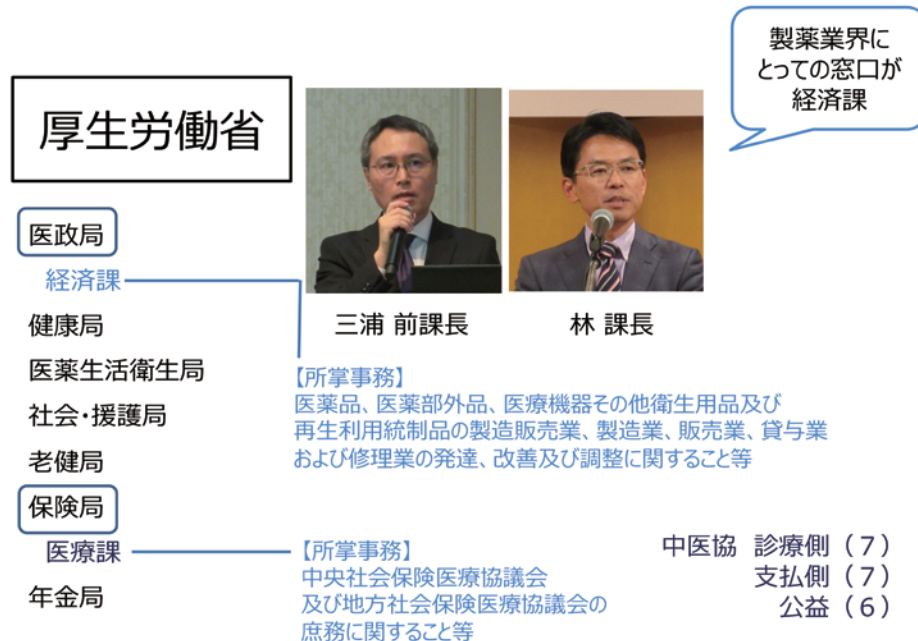 製薬業界に
とっての窓口が
経済課
厚生労働省
医政局
経済課
健康局
医薬生活衛生局
社会・援護局
老健局
保険局
医療課
年金局
三浦 前課長
林 課長
【所掌事務】
医薬品、医薬部外品、医療機器その他衛生用品及び
再生利用統制品の製造販売業、製造業、販売業、貸与業
および修理業の発達、改善及び調整に関すること等
【所掌事務】
中央社会保険医療協議会
及び地方社会保険医療協議会の
庶務に関すること等
中医協 診療側（７）
支払側（７）
公益（６）